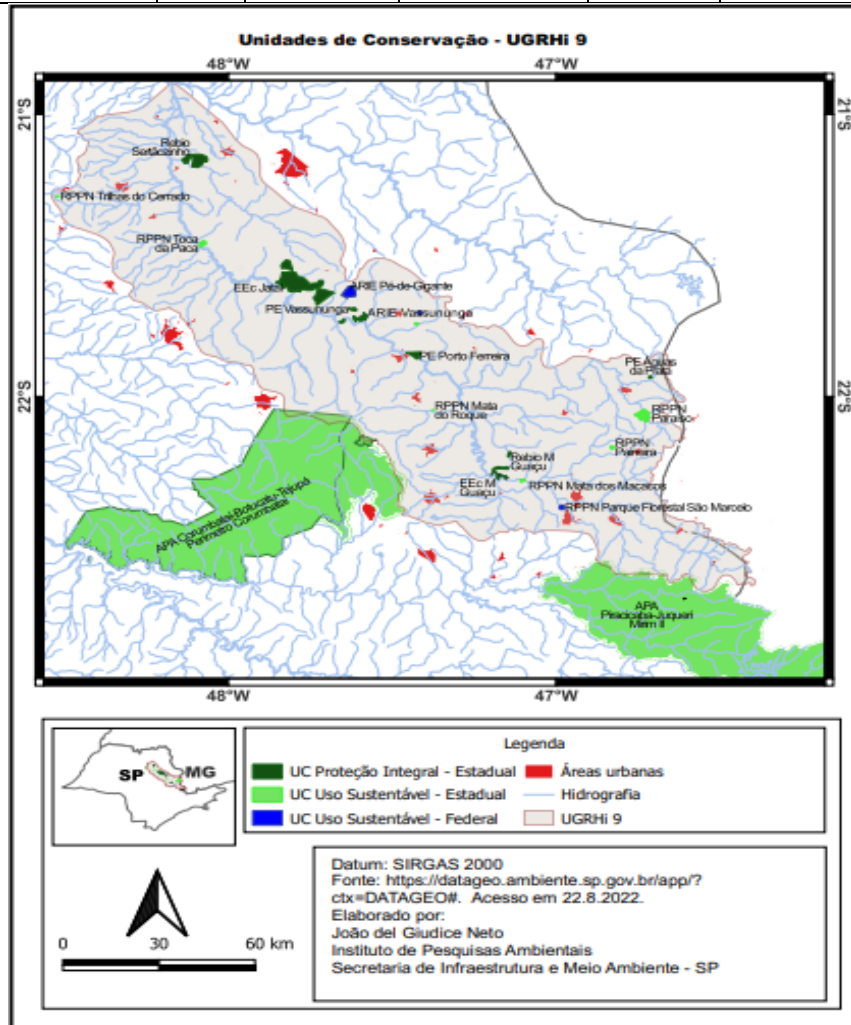 Unidades de Conservação - UGRHi 9
48°W
47°W
21°S
21°S
Rebio
Sertãozinho
RPPN Trilhas do Cerrado
RPPN Toca
da Paca
EEc Jataí
ARIE Pé-de-Gigante
PE Vassununga
ARIE Vassununga
PE Porto Ferreira
PE Águas
da Prata
22°S
22°S
RPPN Mata
do Roque
RPPN
Paraíso
RPPN
Parreira
Rebio M
Guaçu
EEc M
Guaçu
RPPN Mata dos Macacos
RPPN Parque Florestal São Marcelo
APA Corumbataí-Botucatu-Tejupá
Perímetro Corumbataí
APA
Piracicaba-Juqueri
Mirim II
48°W
47°W
SP
MG
Legenda
UC Proteção Integral - Estadual
Áreas urbanas
UC Uso Sustentável - Estadual
Hidrografia
UC Uso Sustentável - Federal
UGRHi 9
0
30
60 km
Datum: SIRGAS 2000
Fonte: https://datageo.ambiente.sp.gov.br/app/?
ctx=DATAGEO#. Acesso em 22.8.2022.
Elaborado por:
João del Giudice Neto
Instituto de Pesquisas Ambientais
Secretaria de Infraestrutura e Meio Ambiente - SP